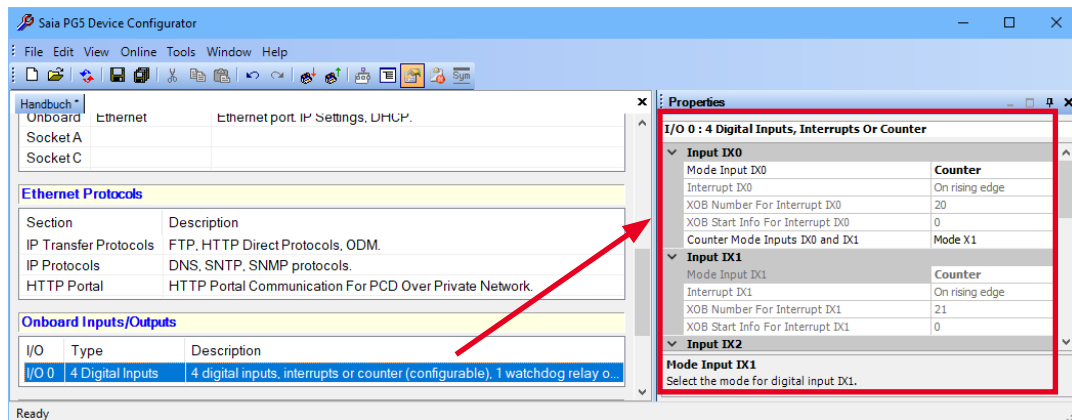 Saia PG5 Device Configurator
File Edit View Online Tools Window Help
Sym
Handbuch *
Onboard Ethernet Ethernet port. IP Settings, DHCP.
Socket A
Socket C
Ethernet Protocols
Section Description
IP Transfer Protocols FTP, HTTP Direct Protocols, ODM.
IP Protocols DNS, SNTP, SNMP protocols.
HTTP Portal HTTP Portal Communication For PCD Over Private Network.
Onboard Inputs/Outputs
I/O Type Description
I/O 0 4 Digital Inputs 4 digital inputs, interrupts or counter (configurable), 1 watchdog relay o...
Properties
I/O 0 : 4 Digital Inputs, Interrupts Or Counter
Input IX0
Mode Input IX0 Counter
Interrupt IX0 On rising edge
XOB Number For Interrupt IX0 20
XOB Start Info For Interrupt IX0 0
Counter Mode Inputs IX0 and IX1 Mode X1
Input IX1
Mode Input IX1 Counter
Interrupt IX1 On rising edge
XOB Number For Interrupt IX1 21
XOB Start Info For Interrupt IX1 0
Input IX2
Mode Input IX1
Select the mode for digital input IX1.
Ready